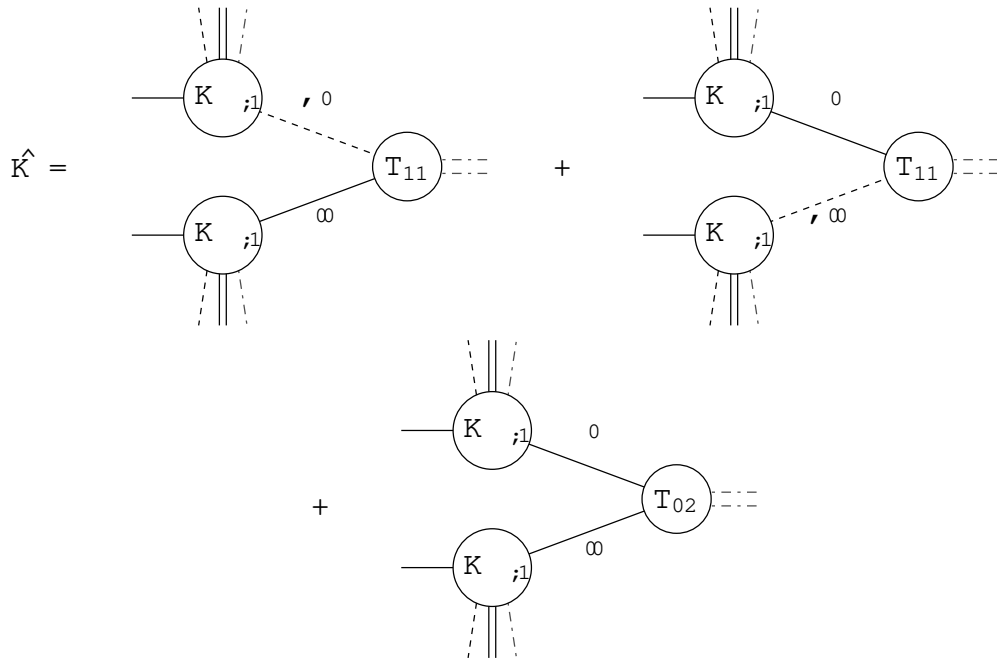 K ;1 , 0 K ;1 0
K̂ = T11 + T11
K ;1 00 K ;1 , 00
K ;1 0
+ T02
K ;1 00